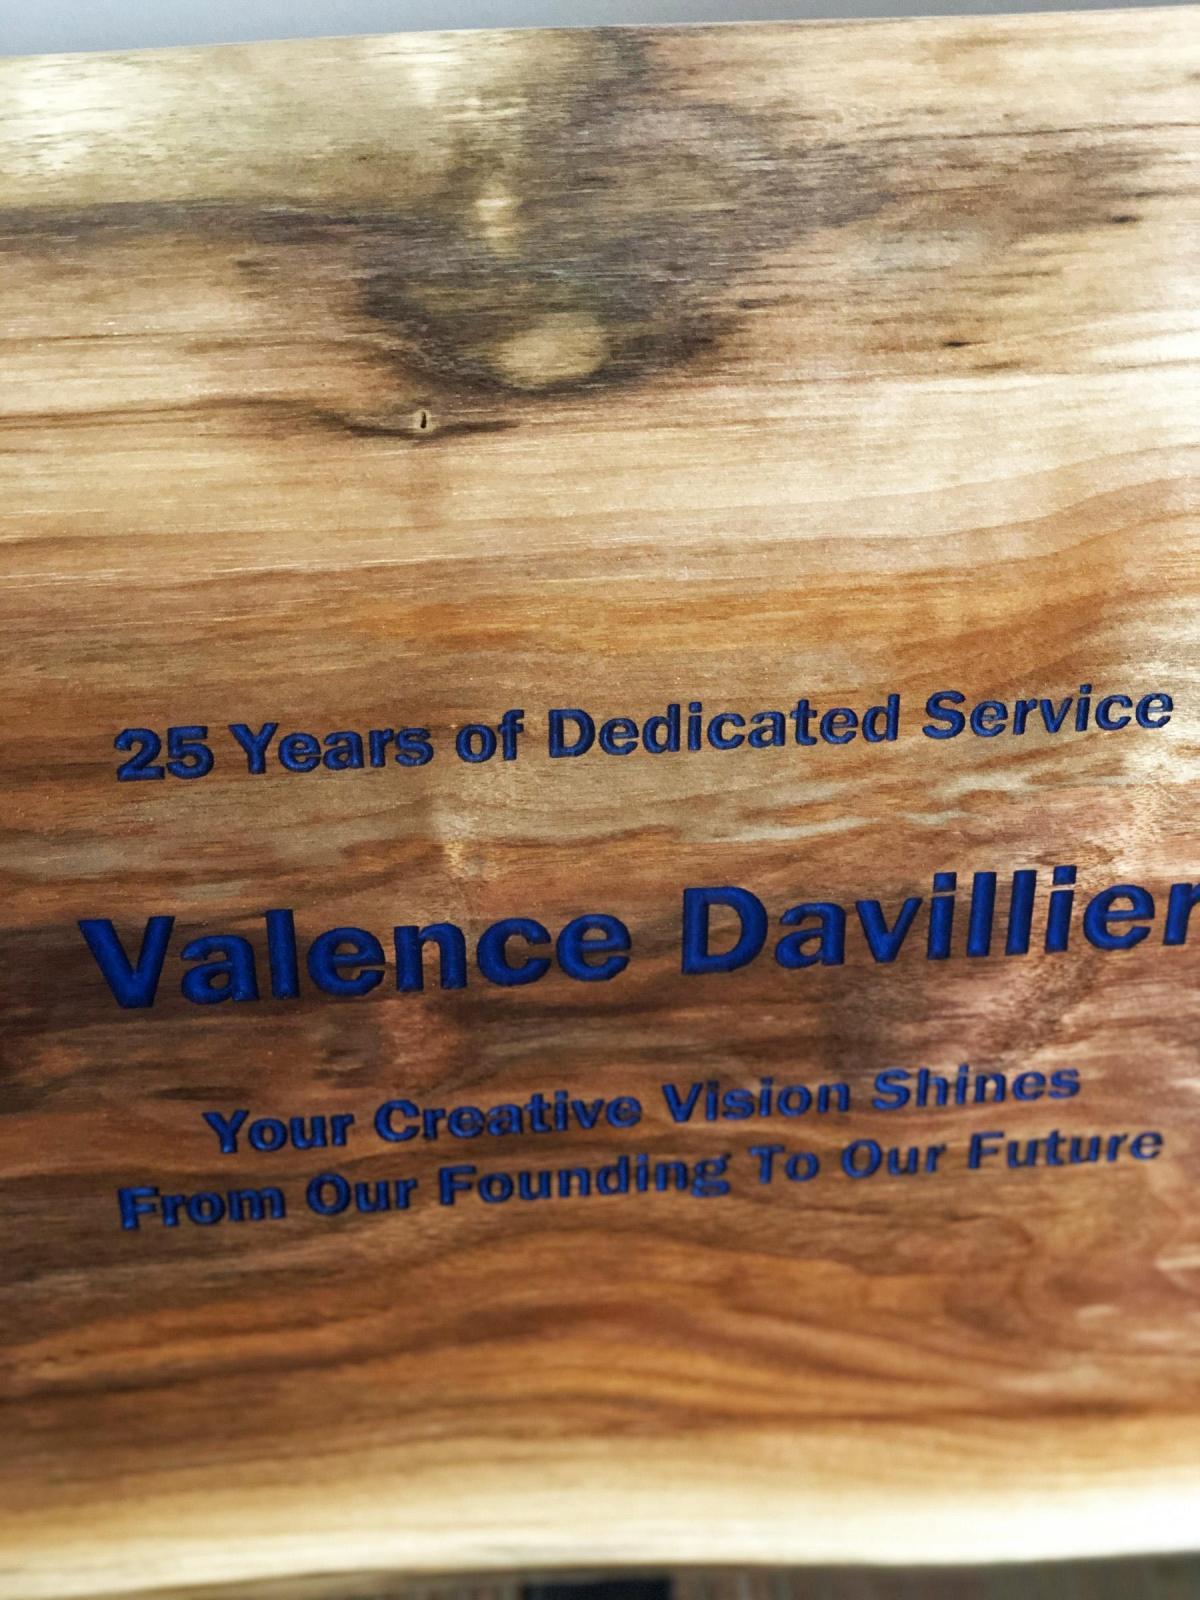 25 Years of Dedicated Service
Valence Davillier
Your Creative Vision Shines
From Our Founding To Our Future